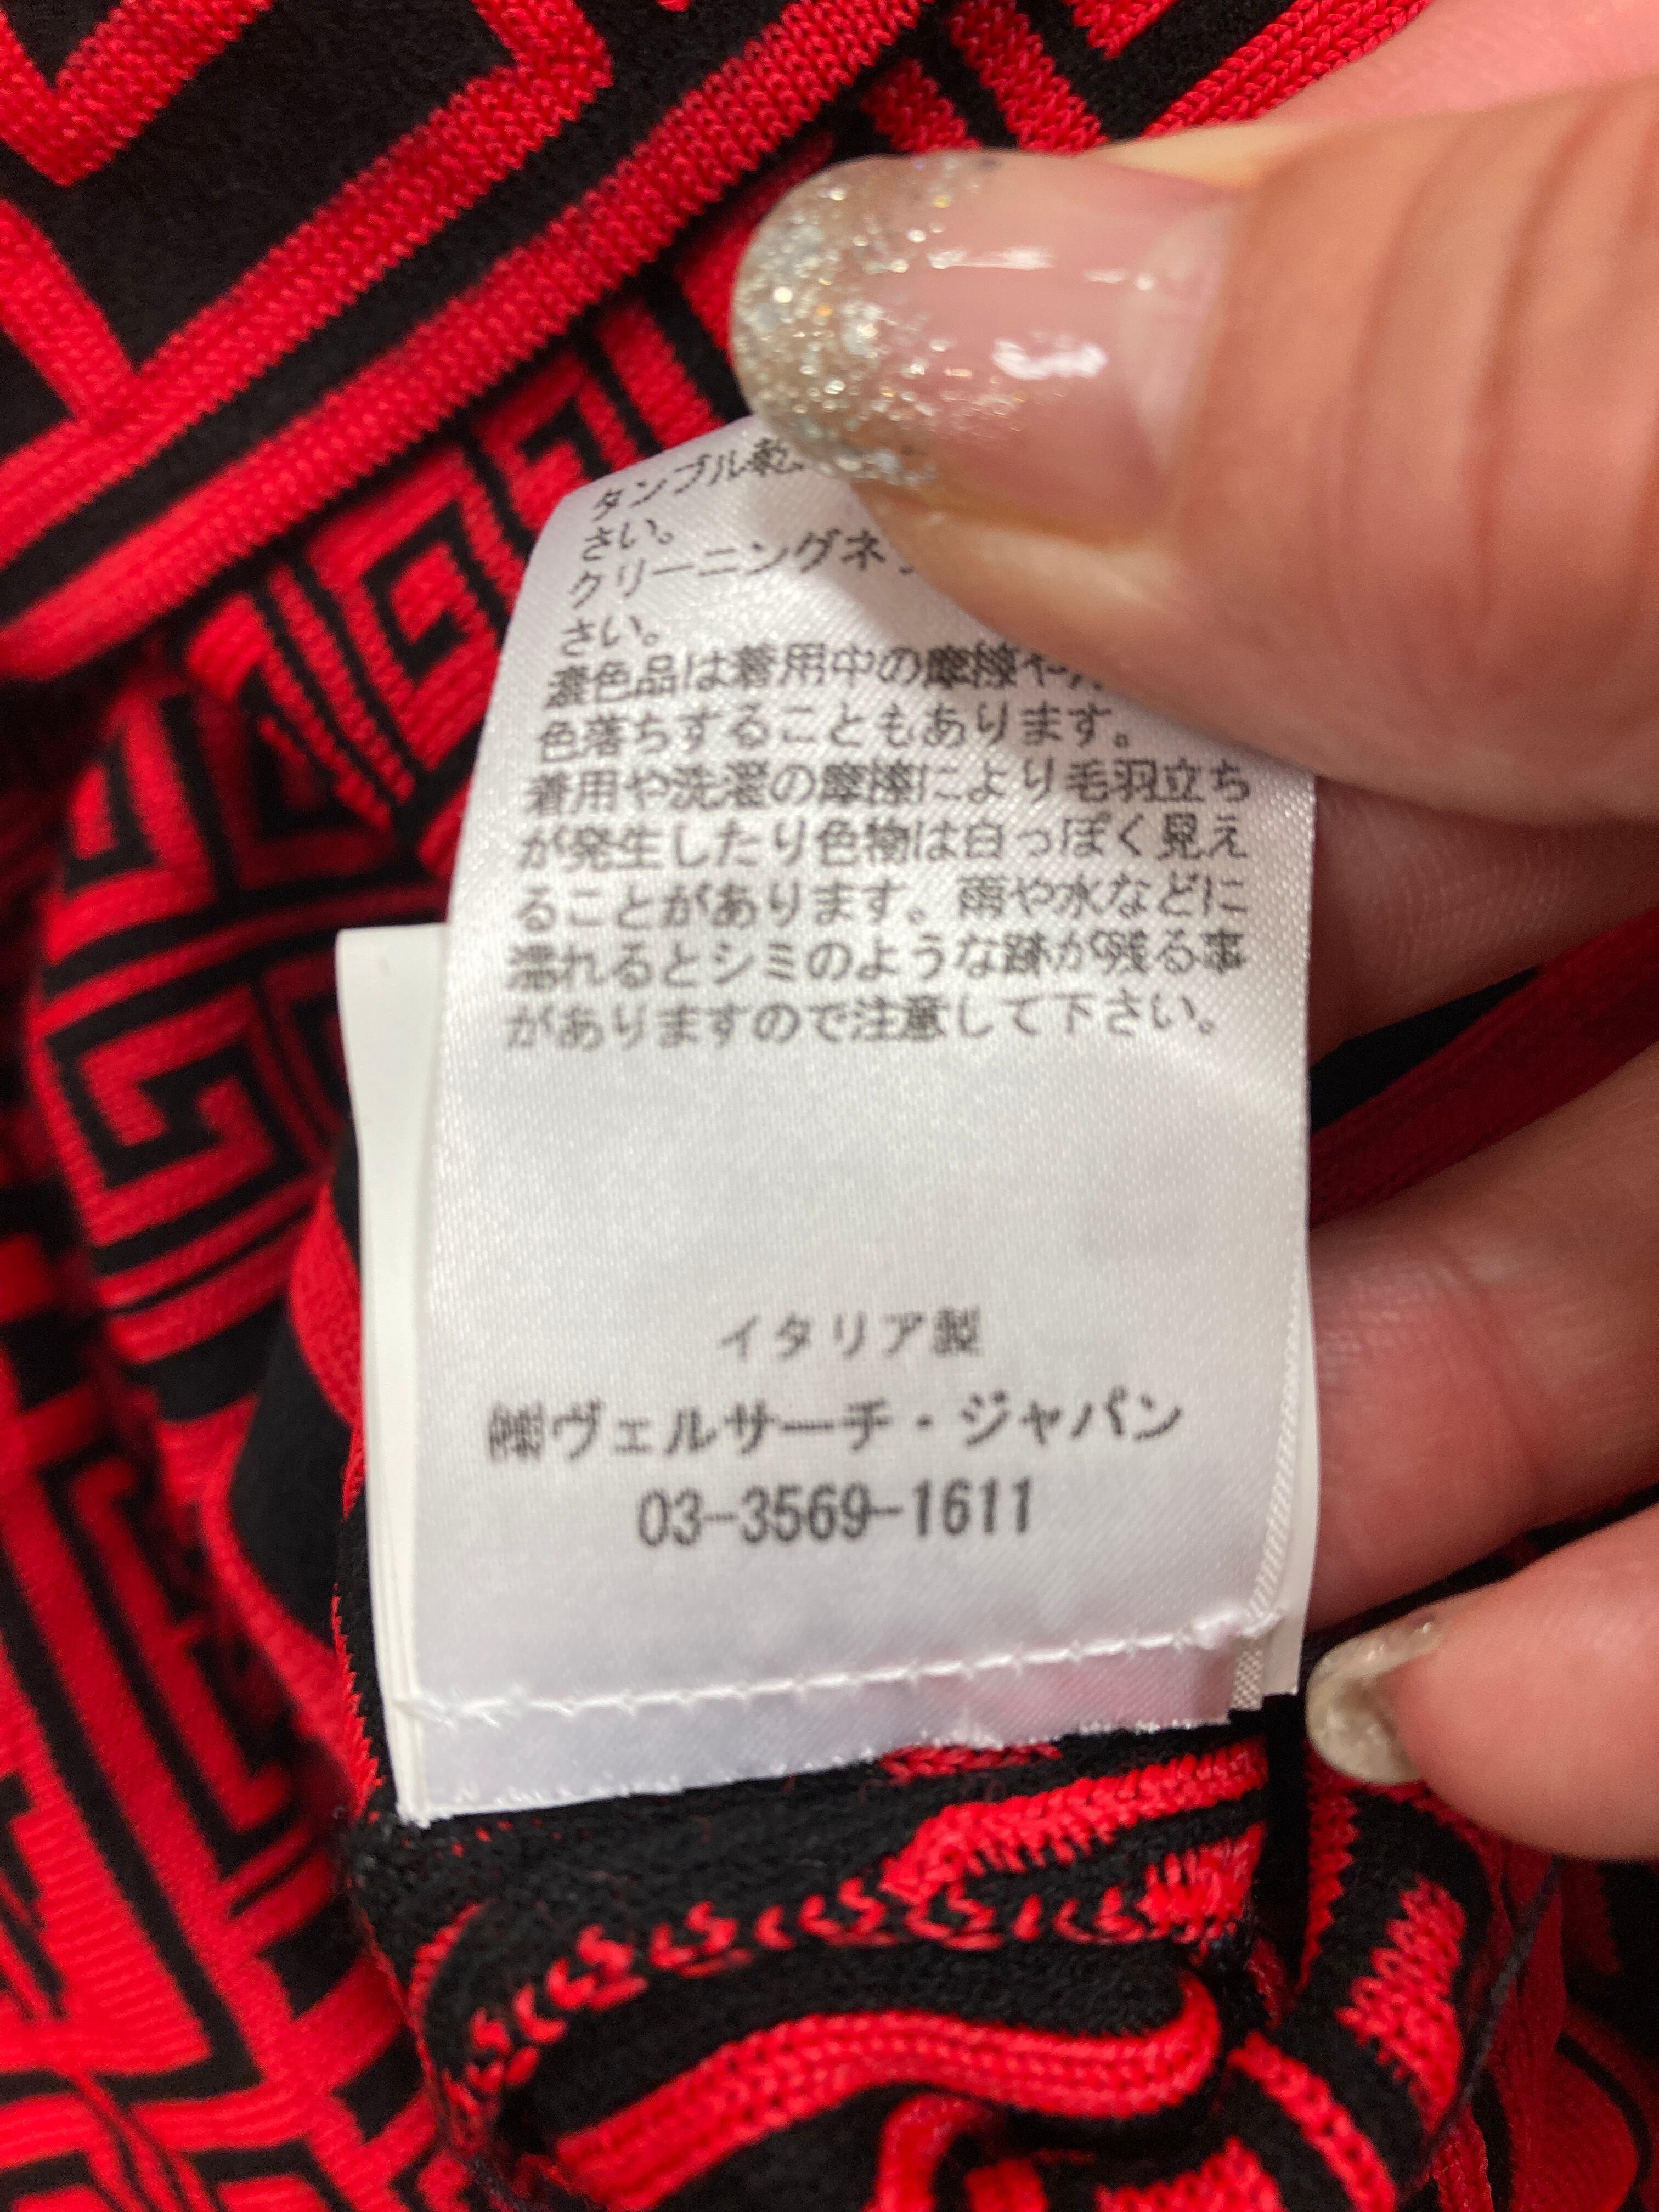 タンブル乾
さい。
クリーニングネ
さい。
濃色品は着用中の摩擦や
色落ちすることもあります。
着用や洗濯の摩擦により毛羽立ち
が発生したり色物は白っぽく見え
ることがあります。雨や水などに
濡れるとシミのような跡が残る事
がありますので注意して下さい。
イタリア製
㈱ヴェルサーチ・ジャパン
03-3569-1611